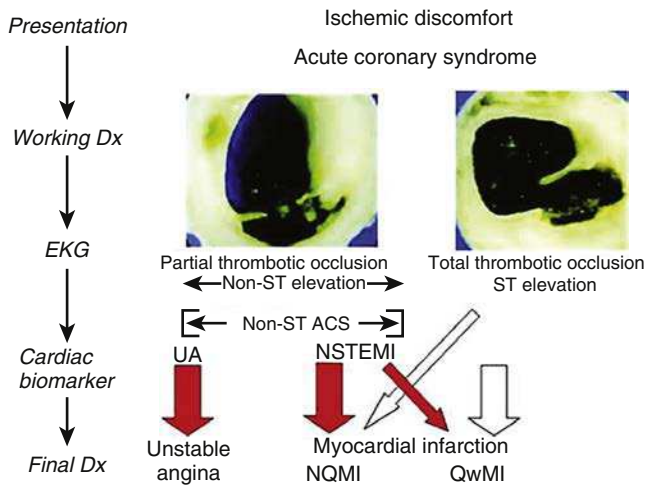 Presentation
Ischemic discomfort
Acute coronary syndrome
Working Dx
EKG
Partial thrombotic occlusion
Non-ST elevation
Total thrombotic occlusion
ST elevation
Non-ST ACS
Cardiac
biomarker
UA
NSTEMI
Final Dx
Unstable
angina
Myocardial infarction
NQMI
QwMI